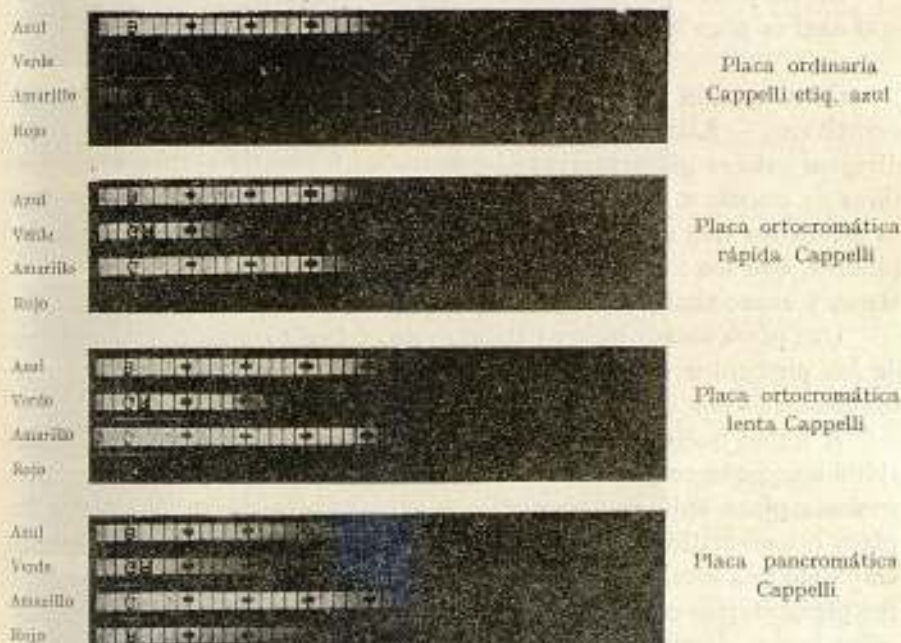 Azul
Verde
Amarillo
Rojo
Placa ordinaria
Cappelli etiq. azul
Azul
Verde
Amarillo
Rojo
Placa ortocromática
rápida Cappelli
Azul
Verde
Amarillo
Rojo
Placa ortocromática
lenta Cappelli
Azul
Verde
Amarillo
Rojo
Placa pancromática
Cappelli